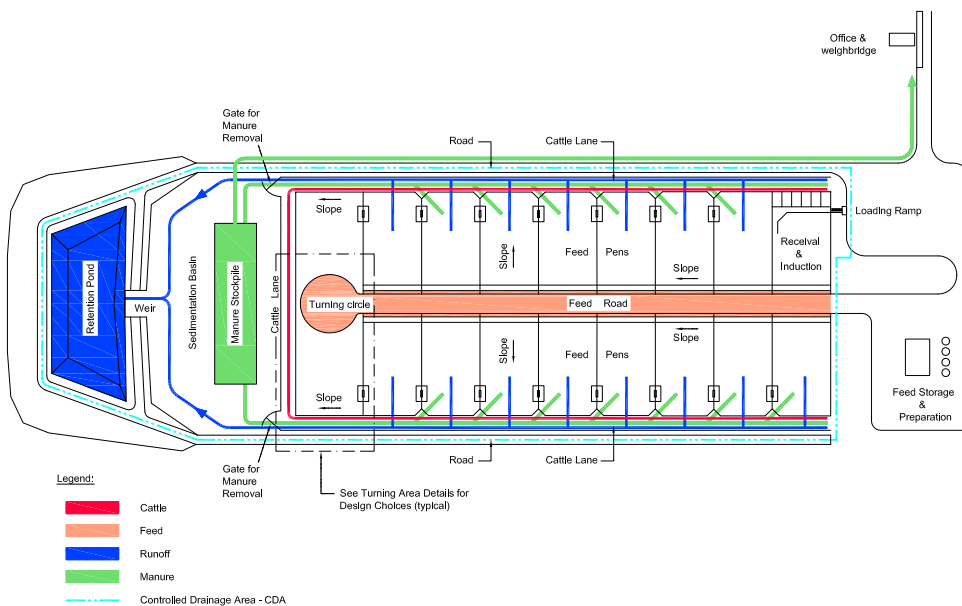 Office &
weighbridge
Gate for
Manure
Removal
Road
Cattle Lane
Slope
Loading Ramp
Receival
&
Induction
Slope
Feed Pens
Slope
Retention Pond
Weir
Sedimentation Basin
Manure Stockpile
Cattle Lane
Turning circle
Feed Road
Slope
Feed Pens
Slope
Slope
Feed Storage
&
Preparation
Gate for
Manure
Removal
Road
Cattle Lane
See Turning Area Details for
Design Choices (typical)
Legend:
Cattle
Feed
Runoff
Manure
Controlled Drainage Area - CDA